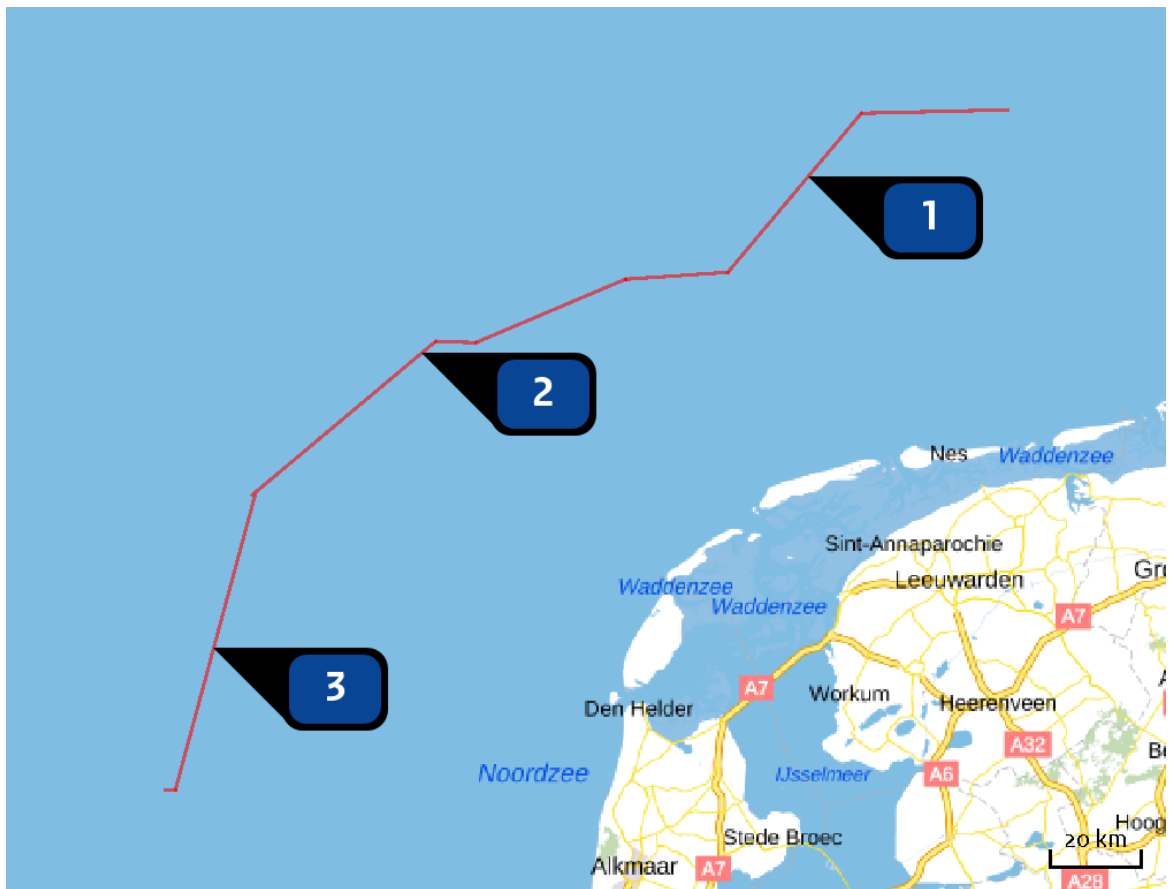 1
2
3
Nes
Waddenzee
Sint-Annaparochie
Leeuwarden
Gr
Waddenzee
Waddenzee
A7
A7
Workum
Den Helder
Heerenveen
A32
Noordzee
IJsselmeer
A6
Stede Broec
Hoog
20 km
Alkmaar
A7
A28